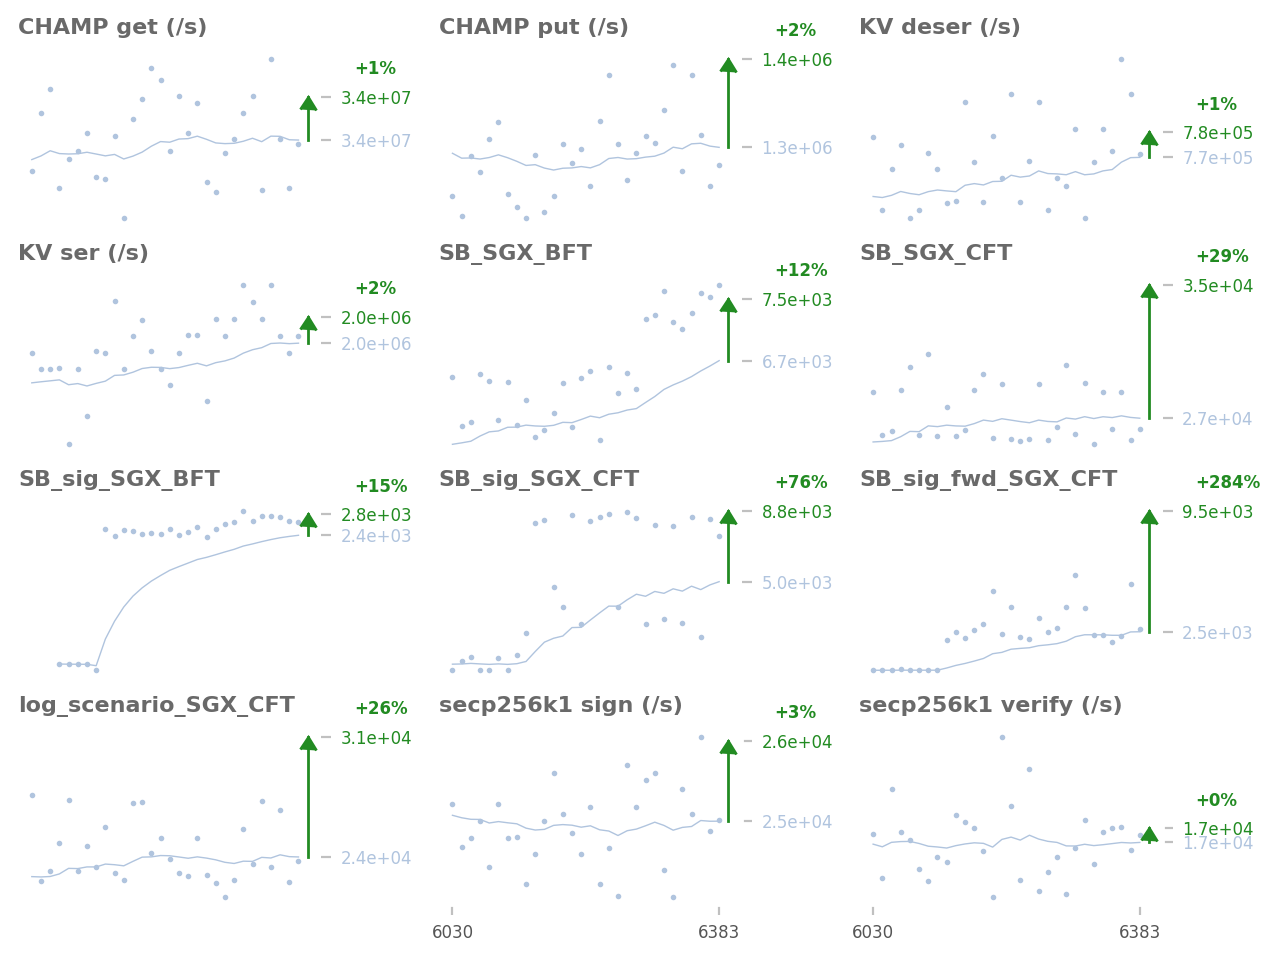 CHAMP get (/s)
+1%
3.4e+07
3.4e+07
CHAMP put (/s)
+2%
1.4e+06
1.3e+06
KV deser (/s)
+1%
7.8e+05
7.7e+05
KV ser (/s)
+2%
2.0e+06
2.0e+06
SB_SGX_BFT
+12%
7.5e+03
6.7e+03
SB_SGX_CFT
+29%
3.5e+04
2.7e+04
SB_sig_SGX_BFT
+15%
2.8e+03
2.4e+03
SB_sig_SGX_CFT
+76%
8.8e+03
5.0e+03
SB_sig_fwd_SGX_CFT
+284%
9.5e+03
2.5e+03
log_scenario_SGX_CFT
+26%
3.1e+04
2.4e+04
secp256k1 sign (/s)
+3%
2.6e+04
2.5e+04
6030
6383
secp256k1 verify (/s)
+0%
1.7e+04
1.7e+04
6030
6383